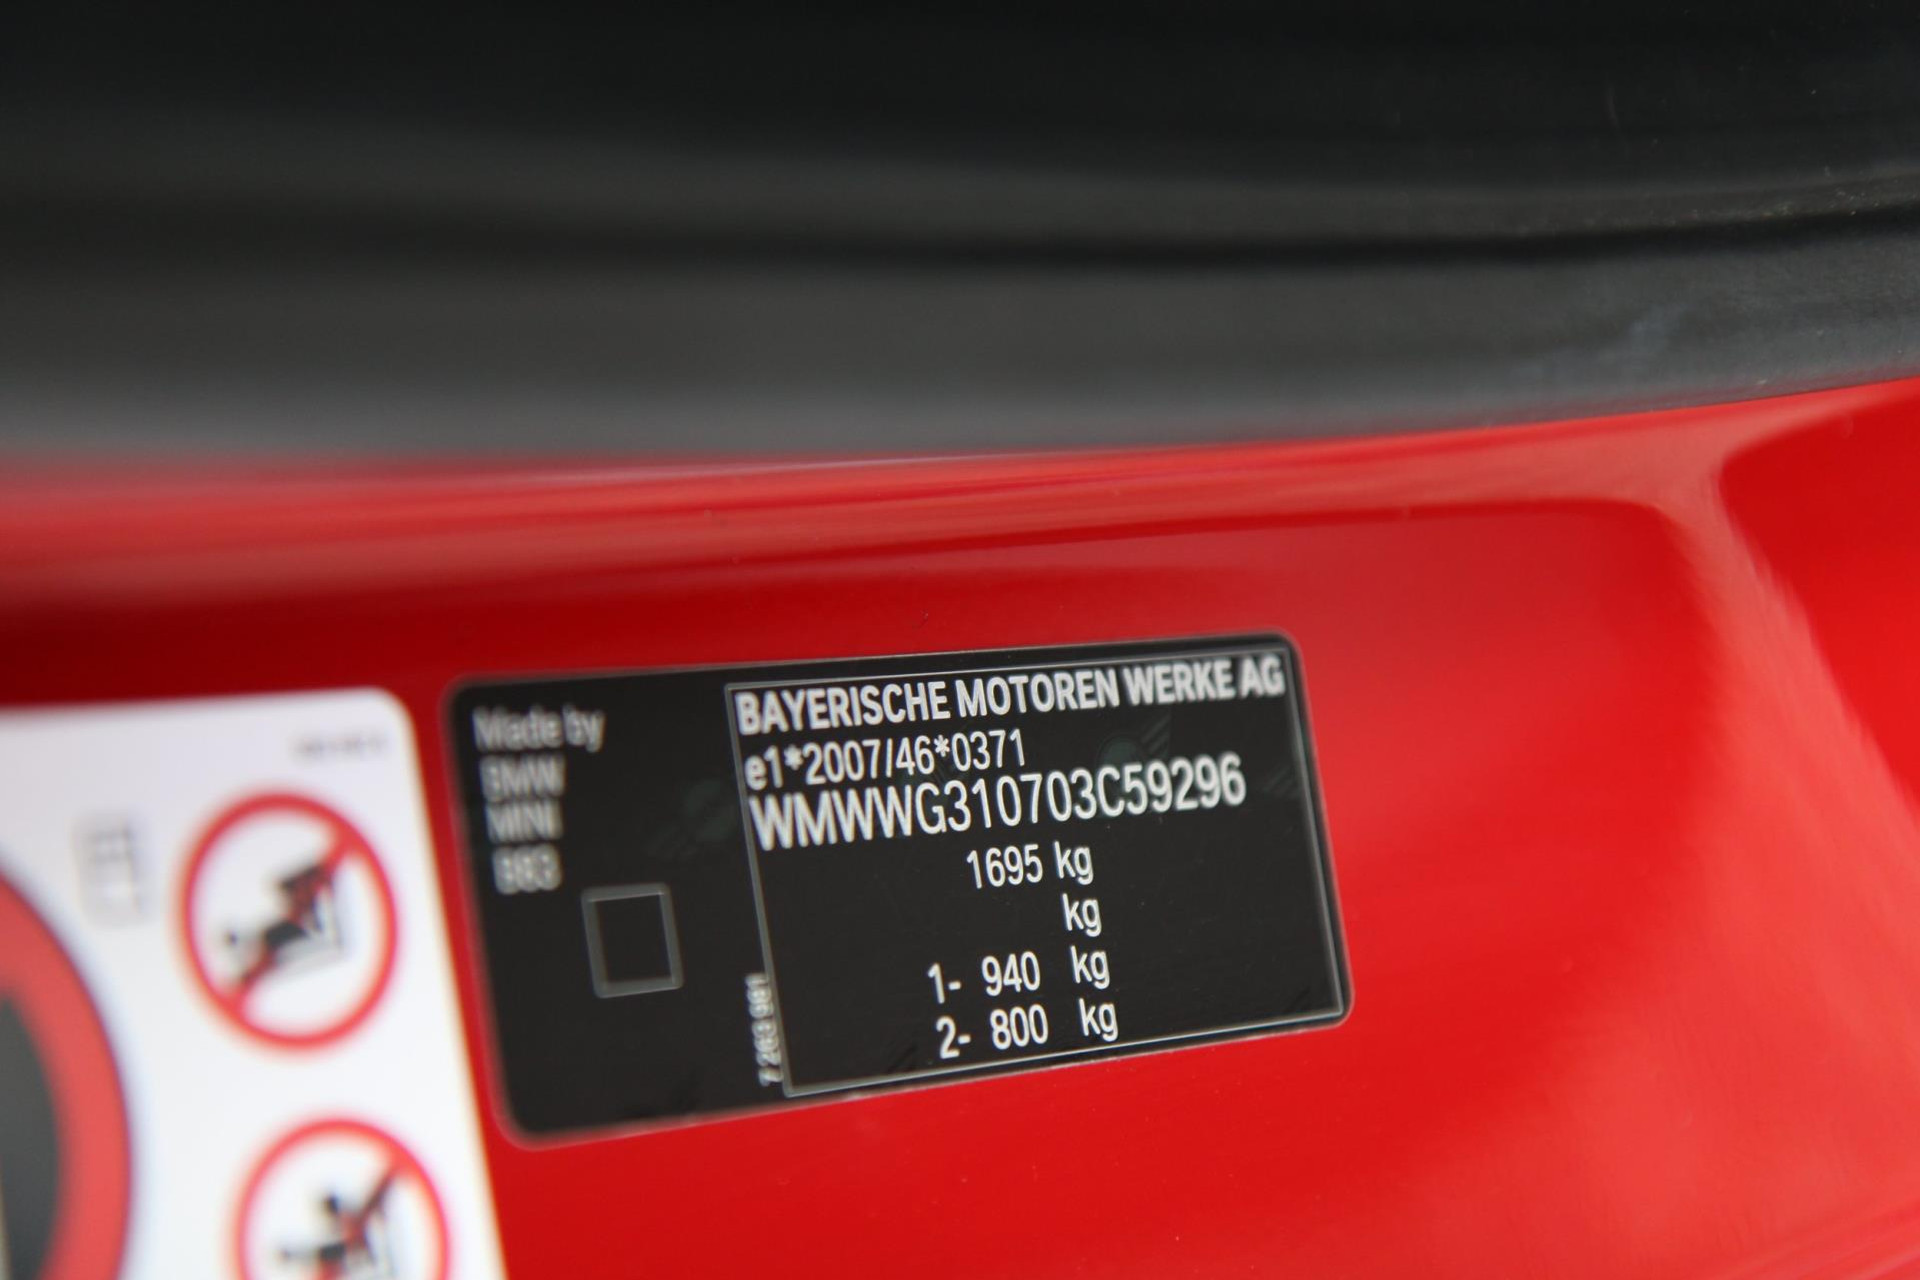 Made by
BMW
MINI
BAYERISCHE MOTOREN WERKE AG
e1*2007/46*0371
WMWWG310703C59296
1695 kg
kg
1- 940 kg
2- 800 kg